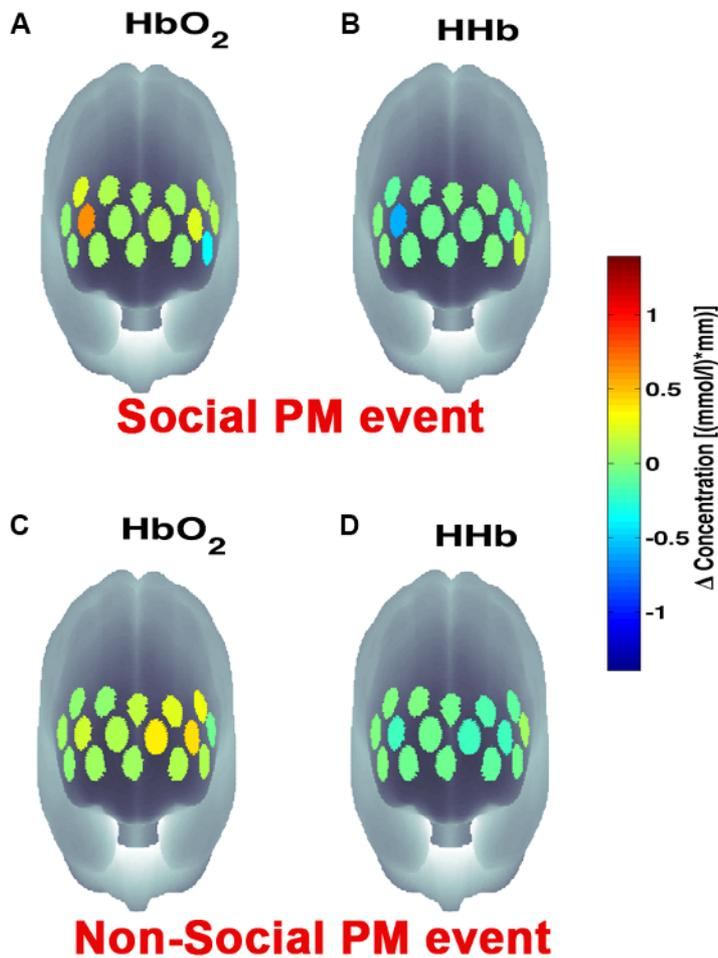 A
HbO2
B
HHb
Social PM event
1
0.5
0
-0.5
-1
Δ Concentration [(mmol/l)*mm)]
C
HbO2
D
HHb
Non-Social PM event